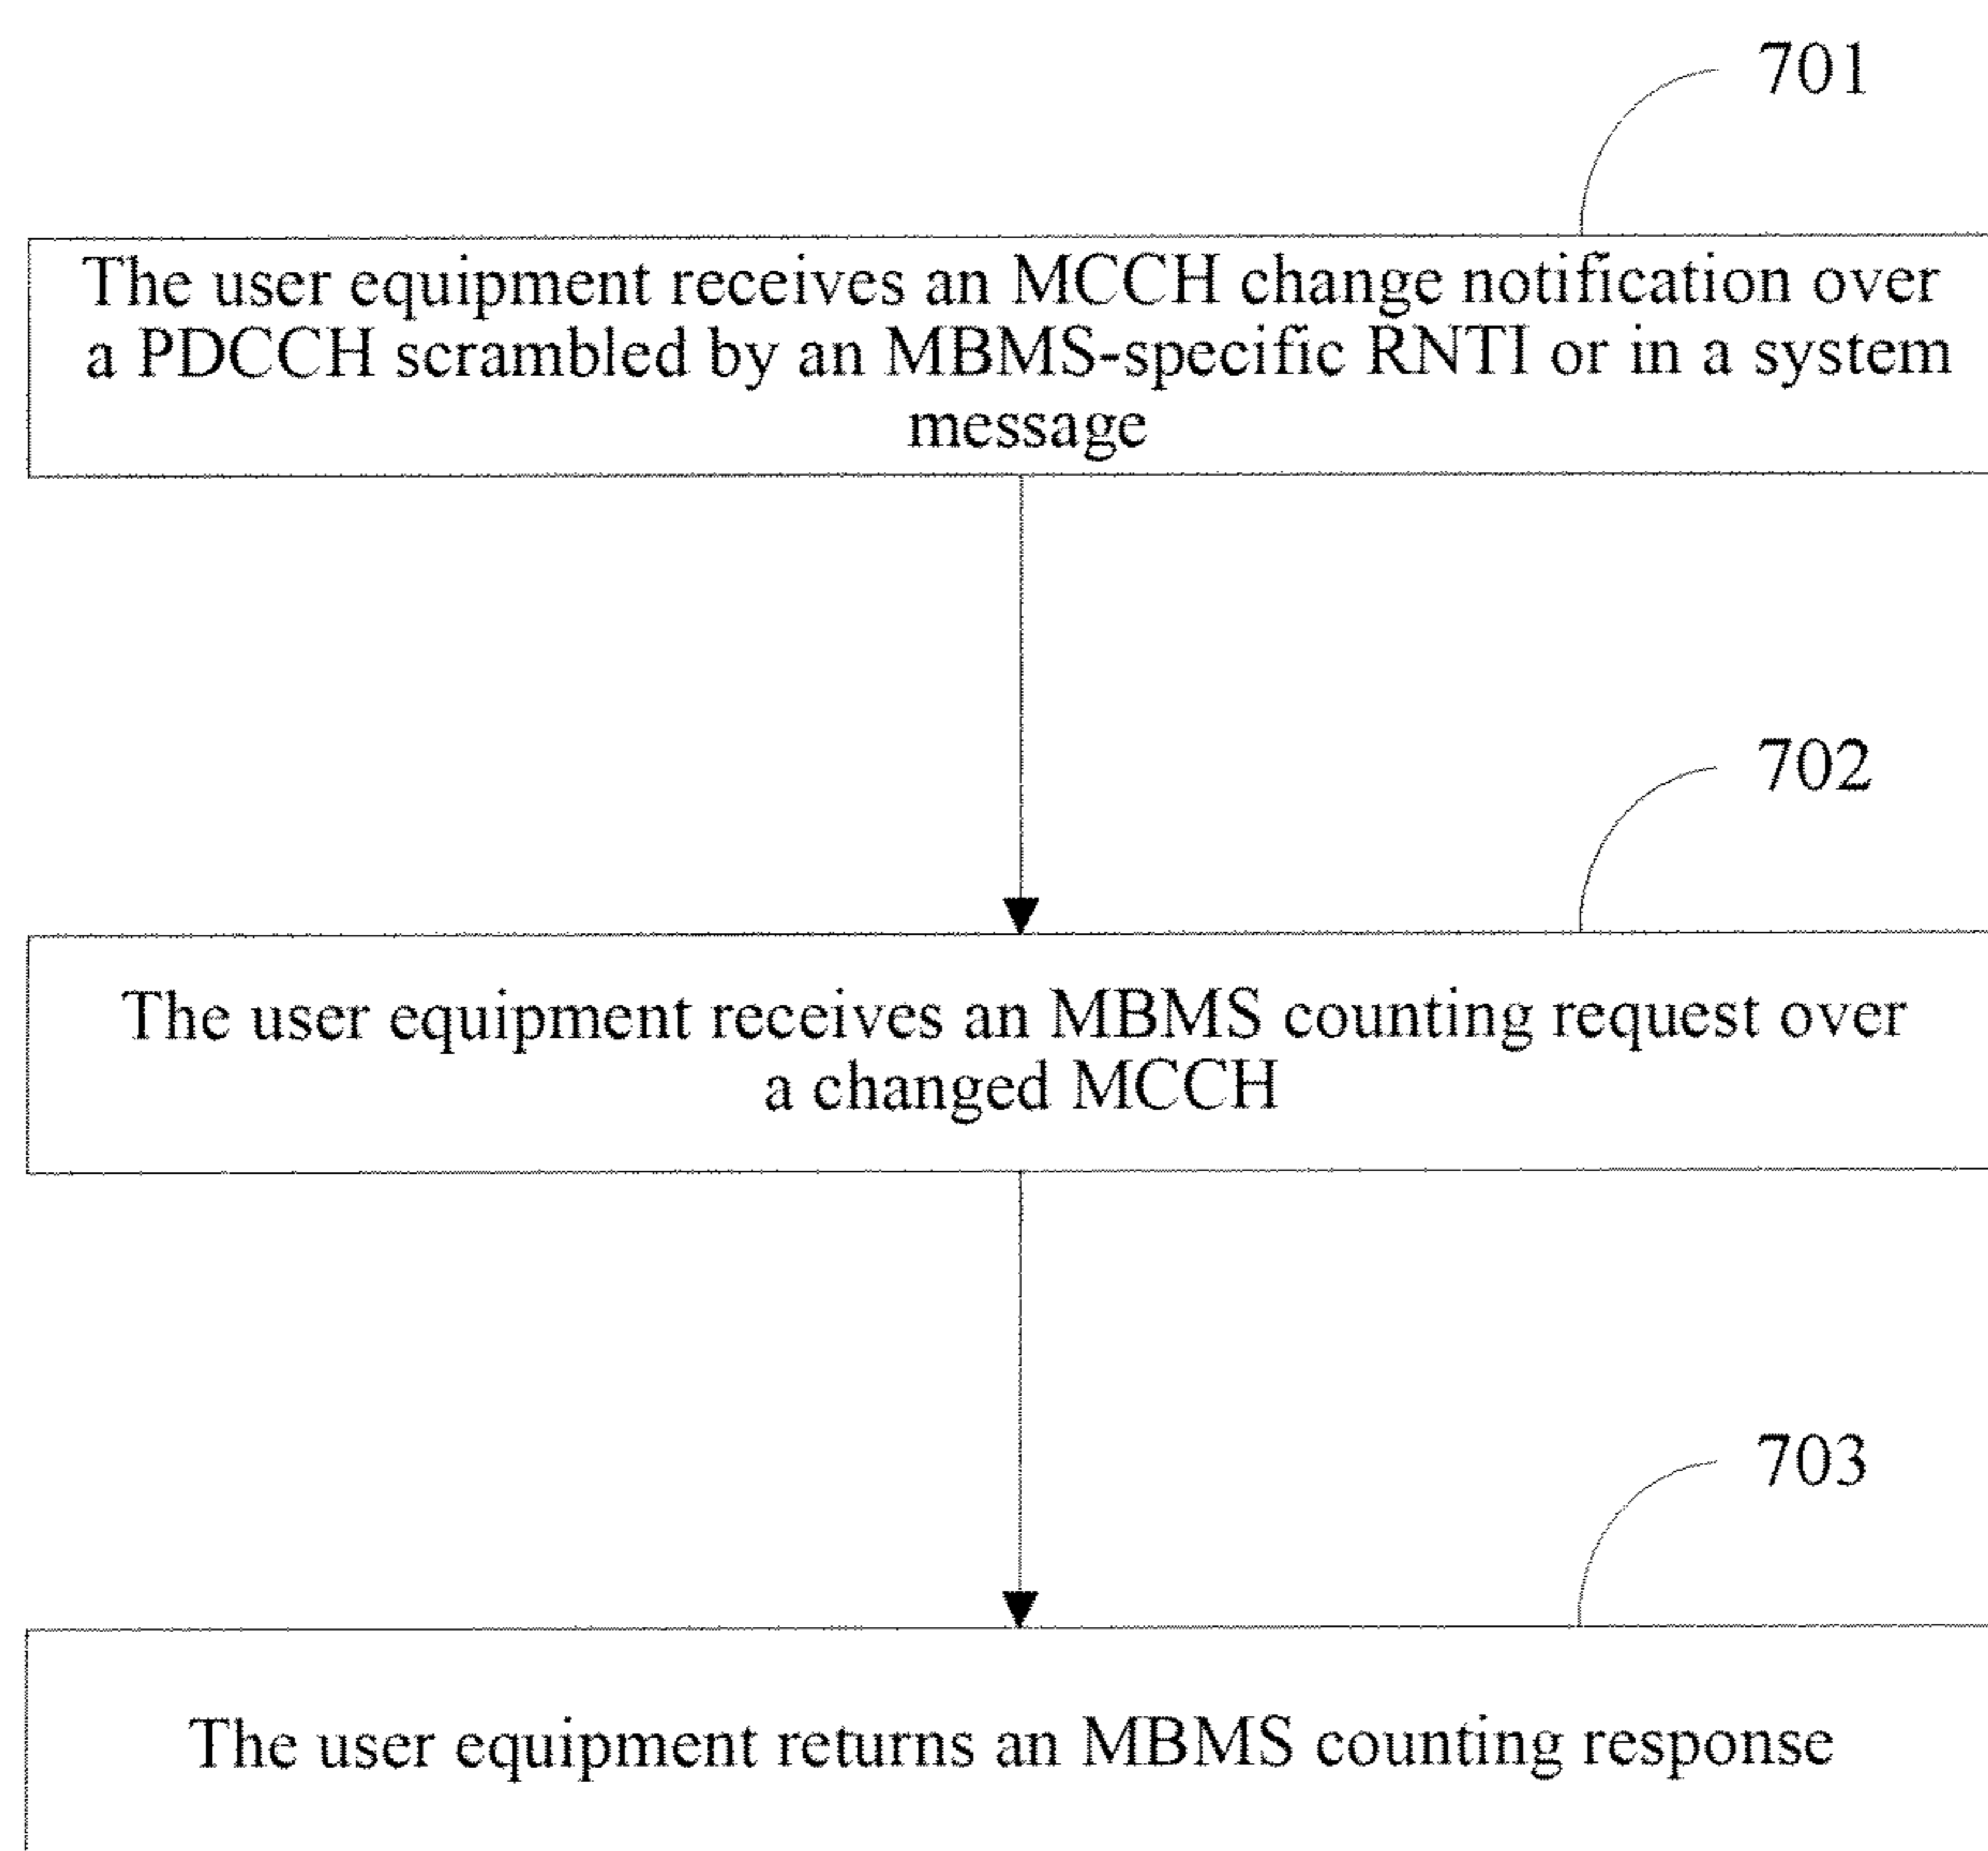 701
The user equipment receives an MCCH change notification over
a PDCCH scrambled by an MBMS-specific RNTI or in a system
message
702
The user equipment receives an MBMS counting request over
a changed MCCH
703
The user equipment returns an MBMS counting response